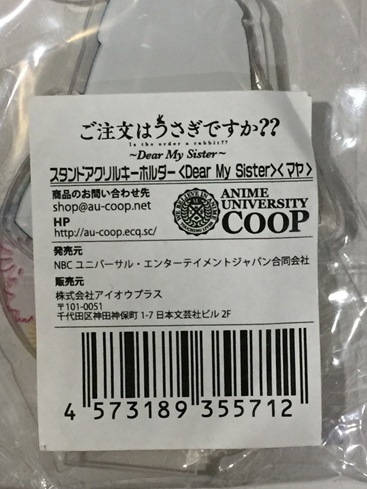 ご注文はうさぎですか??
Is the order a rabbit??
~Dear My Sister~
スタンドアクリルキーホルダー<Dear My Sister><マヤ>
商品のお問い合わせ先
shop@au-coop.net
HP
http://au-coop.ecq.sc/
ANIME
UNIVERSITY
COOP
発売元
NBC ユニバーサル・エンターテイメントジャパン合同会社
販売元
株式会社アイオウプラス
〒101-0051
千代田区神田神保町 1-7 日本文芸社ビル 2F
4 573189 355712